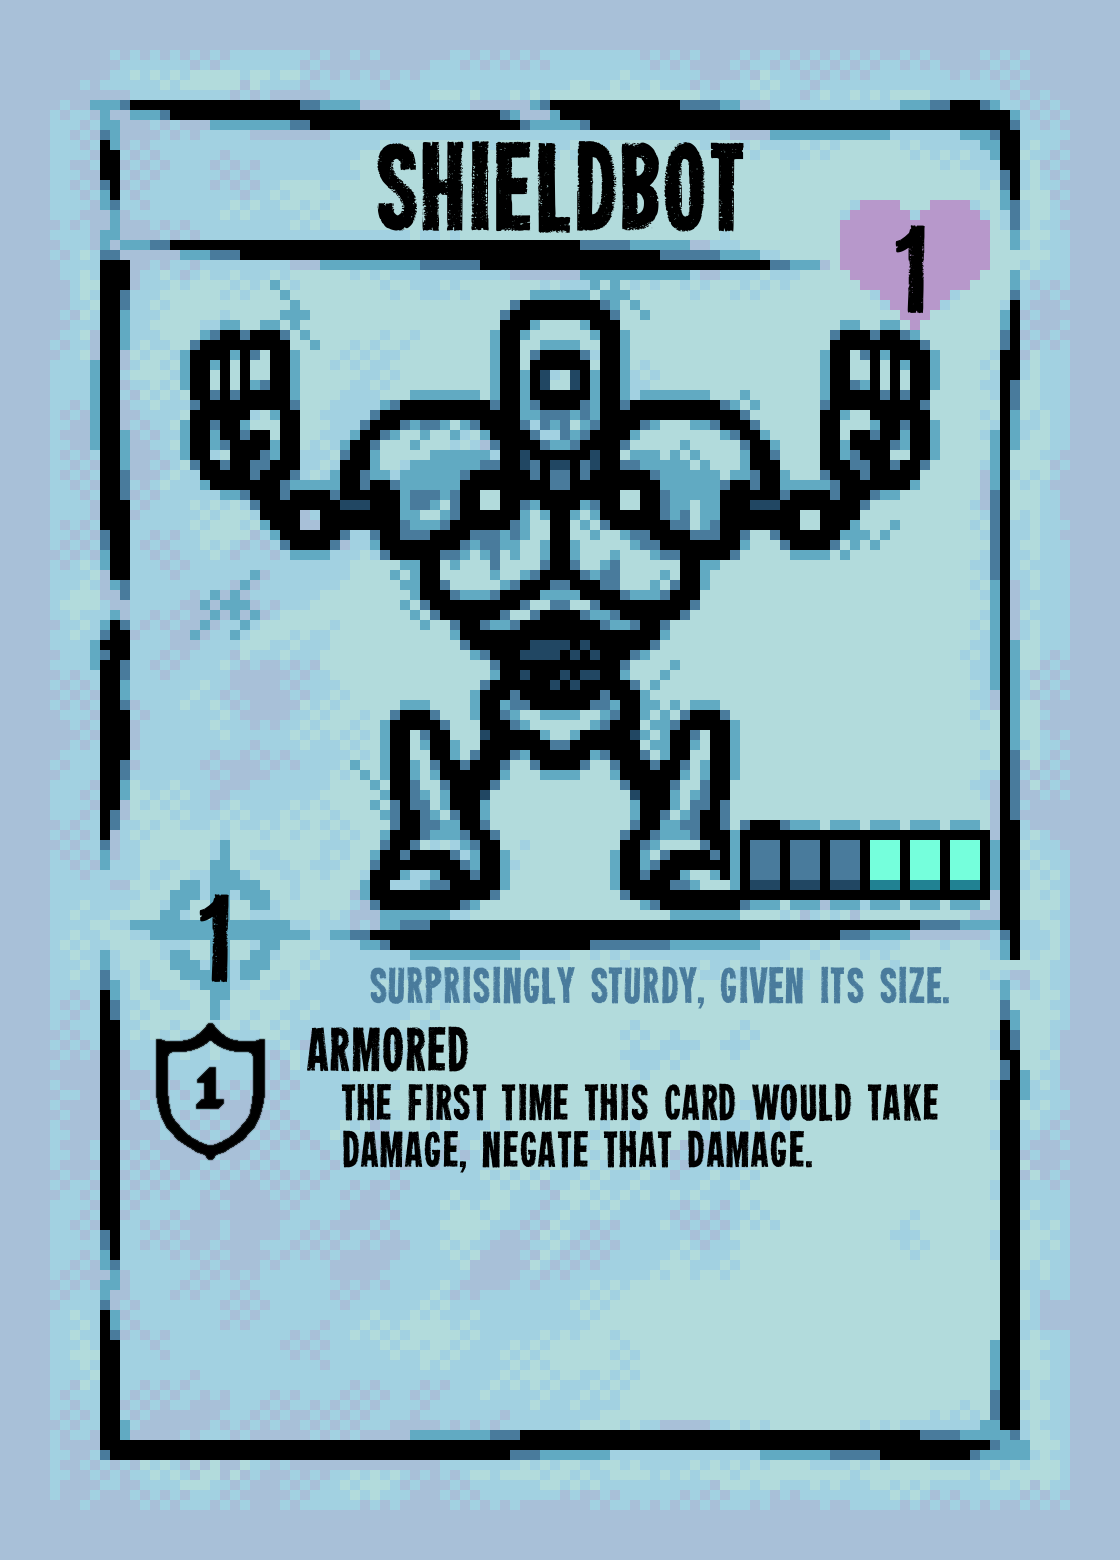 SHIELDBOT
1
1
SURPRISINGLY STURDY, GIVEN ITS SIZE.
1
ARMORED
THE FIRST TIME THIS CARD WOULD TAKE
DAMAGE, NEGATE THAT DAMAGE.